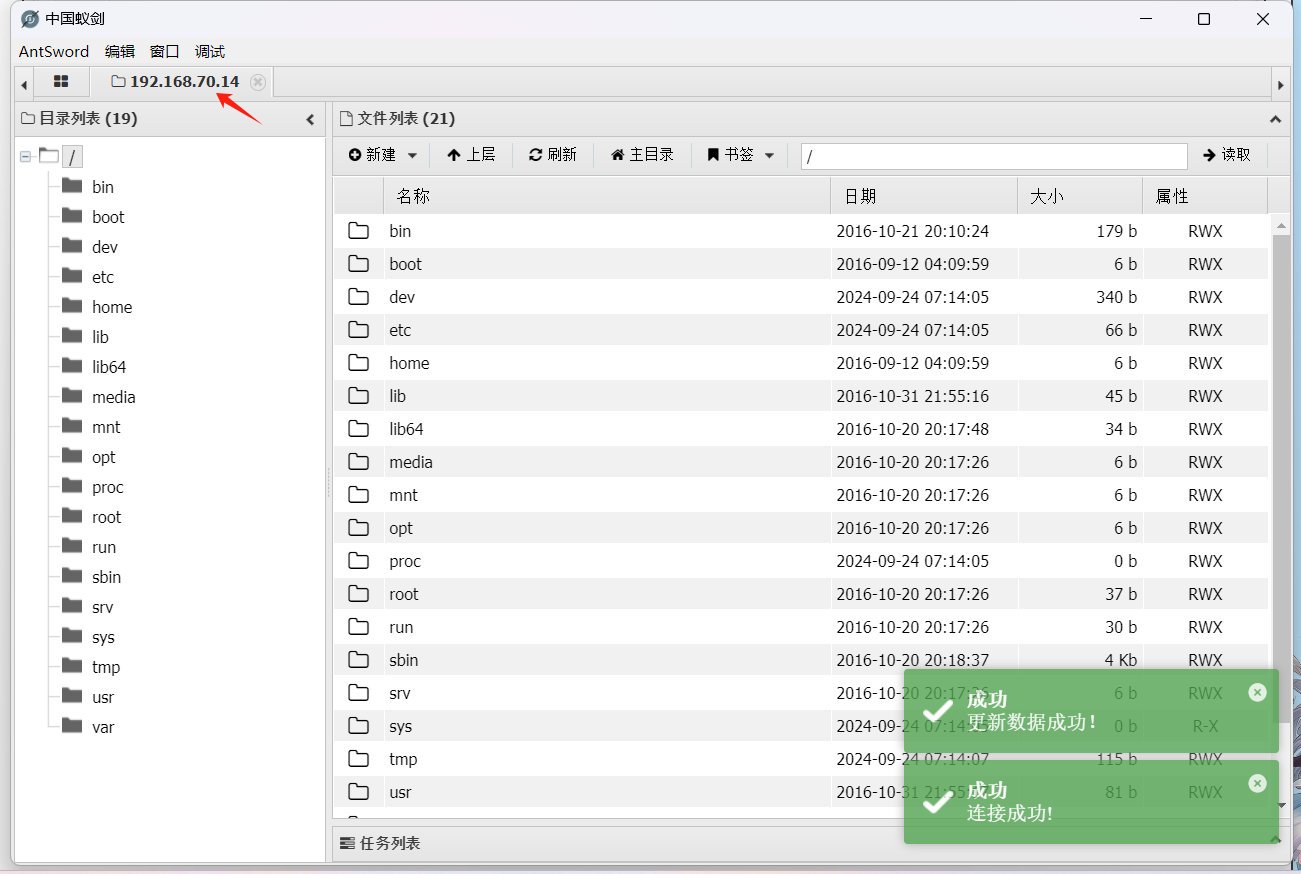 中国蚁剑
AntSword 编辑 窗口 调试
192.168.70.14
目录列表 (19)
/
bin
boot
dev
etc
home
lib
lib64
media
mnt
opt
proc
root
run
sbin
srv
sys
tmp
usr
var
文件列表 (21)
新建 上层 刷新 主目录 书签 / 读取
名称 日期 大小 属性
bin 2016-10-21 20:10:24 179 b RWX
boot 2016-09-12 04:09:59 6 b RWX
dev 2024-09-24 07:14:05 340 b RWX
etc 2024-09-24 07:14:05 66 b RWX
home 2016-09-12 04:09:59 6 b RWX
lib 2016-10-31 21:55:16 45 b RWX
lib64 2016-10-20 20:17:48 34 b RWX
media 2016-10-20 20:17:26 6 b RWX
mnt 2016-10-20 20:17:26 6 b RWX
opt 2016-10-20 20:17:26 6 b RWX
proc 2024-09-24 07:14:05 0 b RWX
root 2016-10-20 20:17:26 37 b RWX
run 2016-10-20 20:17:26 30 b RWX
sbin 2016-10-20 20:18:37 4 Kb RWX
srv 2016-10-20 20:17:26 6 b RWX
sys 2024-09-24 0 b R-X
tmp 2024-09-24 07:14:07 115 b RWX
usr 2016-10-31 81 b RWX
成功
更新数据成功！
成功
连接成功!
任务列表